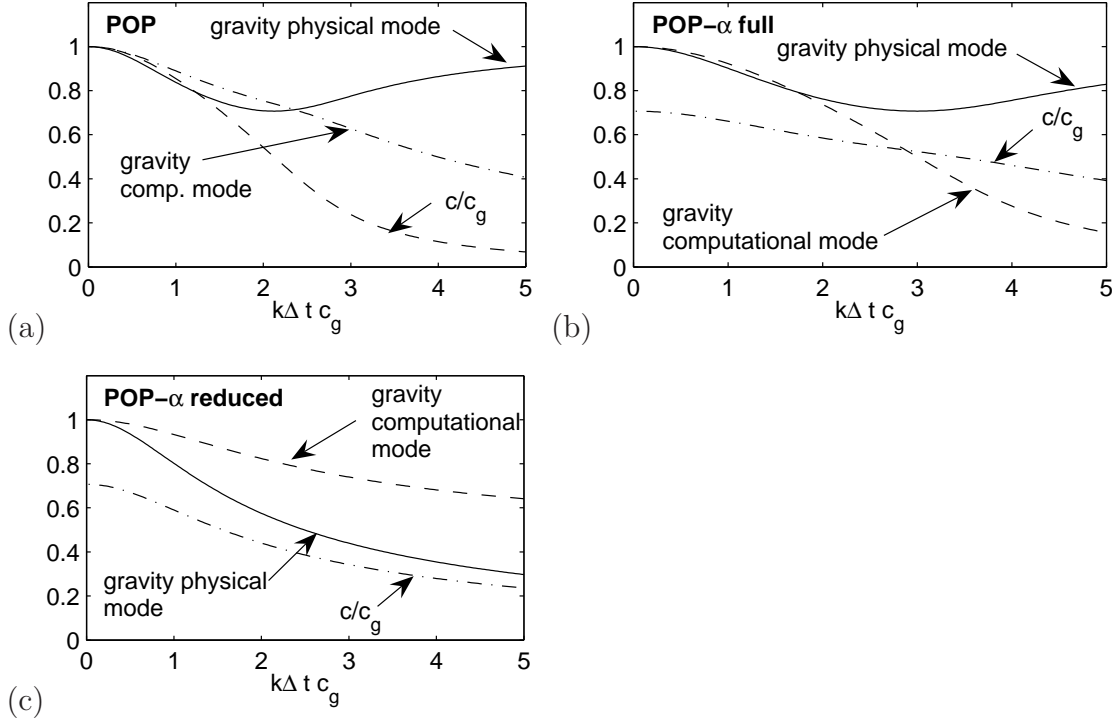 POP
gravity physical mode
gravity
comp. mode
c/c_g
1
0.8
0.6
0.4
0.2
0
0 1 2 3 4 5
kΔ t c_g
(a)
POP−α full
gravity physical mode
c/c_g
gravity
computational mode
1
0.8
0.6
0.4
0.2
0
0 1 2 3 4 5
kΔ t c_g
(b)
POP−α reduced
gravity
computational
mode
gravity physical
mode
c/c_g
1
0.8
0.6
0.4
0.2
0
0 1 2 3 4 5
kΔ t c_g
(c)